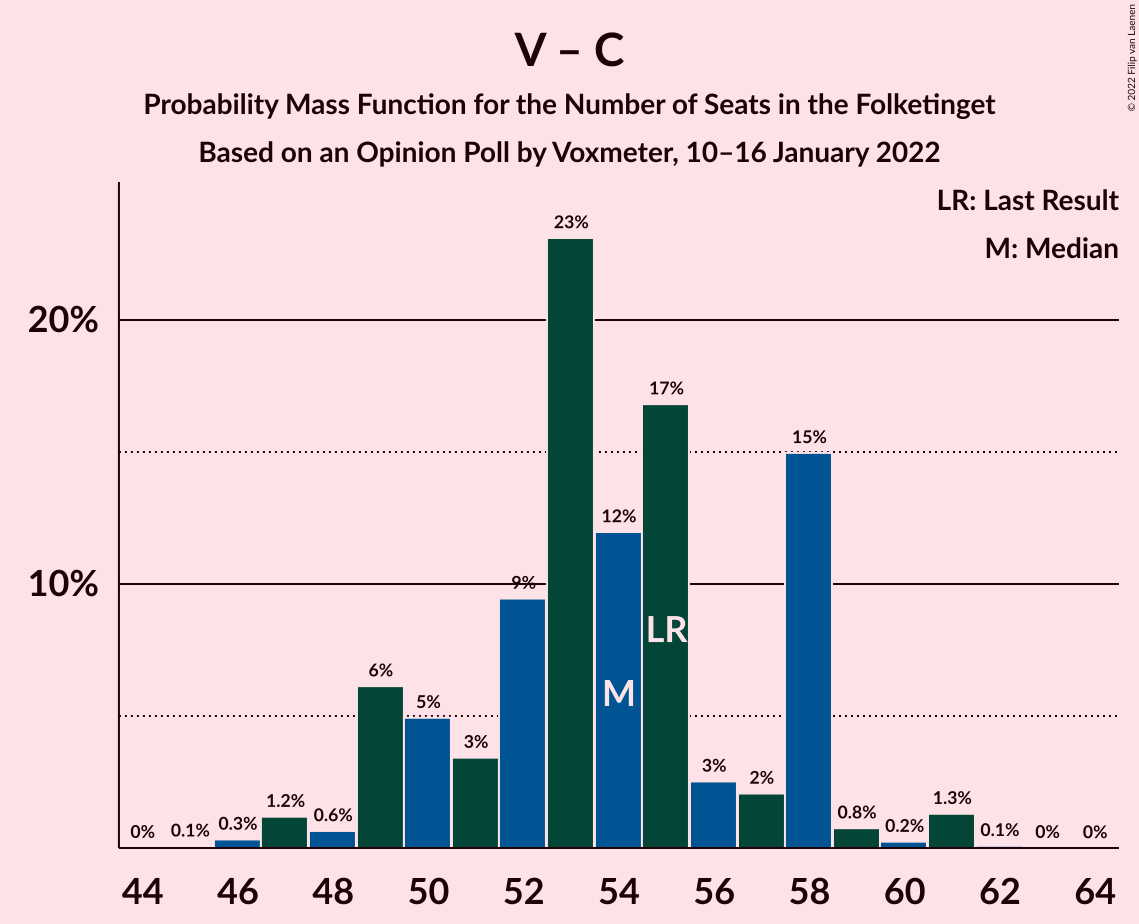 V – C
Probability Mass Function for the Number of Seats in the Folketinget
Based on an Opinion Poll by Voxmeter, 10–16 January 2022
© 2022 Filip van Laenen
LR: Last Result
M: Median
20%
10%
0%
0.1%
0.3%
1.2%
0.6%
6%
5%
3%
9%
23%
12%
17%
3%
2%
15%
0.8%
0.2%
1.3%
0.1%
0%
0%
LR
M
44 46 48 50 52 54 56 58 60 62 64